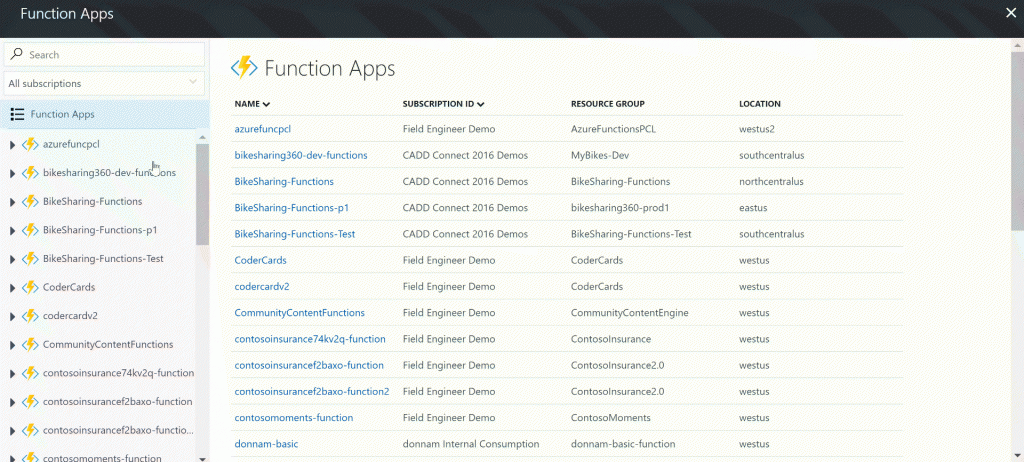 Function Apps
Search
All subscriptions
Function Apps
azurefuncpcl
bikesharing360-dev-functions
BikeSharing-Functions
BikeSharing-Functions-p1
BikeSharing-Functions-Test
CoderCards
codercardv2
CommunityContentFunctions
contosoinsurance74kv2q-function
contosoinsurancef2baxo-function
contosoinsurancef2baxo-functio...
contosomoments-function
Function Apps
NAME SUBSCRIPTION ID RESOURCE GROUP LOCATION
azurefuncpcl Field Engineer Demo AzureFunctionsPCL westus2
bikesharing360-dev-functions CADD Connect 2016 Demos MyBikes-Dev southcentralus
BikeSharing-Functions CADD Connect 2016 Demos BikeSharing-Functions northcentralus
BikeSharing-Functions-p1 CADD Connect 2016 Demos bikesharing360-prod1 eastus
BikeSharing-Functions-Test CADD Connect 2016 Demos BikeSharing-Functions-Test southcentralus
CoderCards Field Engineer Demo CoderCards westus
codercardv2 Field Engineer Demo CoderCards westus
CommunityContentFunctions Field Engineer Demo CommunityContentEngine westus
contosoinsurance74kv2q-function Field Engineer Demo ContosoInsurance westus
contosoinsurancef2baxo-function Field Engineer Demo ContosoInsurance2.0 westus
contosoinsurancef2baxo-function2 Field Engineer Demo ContosoInsurance2.0 westus
contosomoments-function Field Engineer Demo ContosoMoments westus
donnam-basic donnam Internal Consumption donnam-basic-function westus